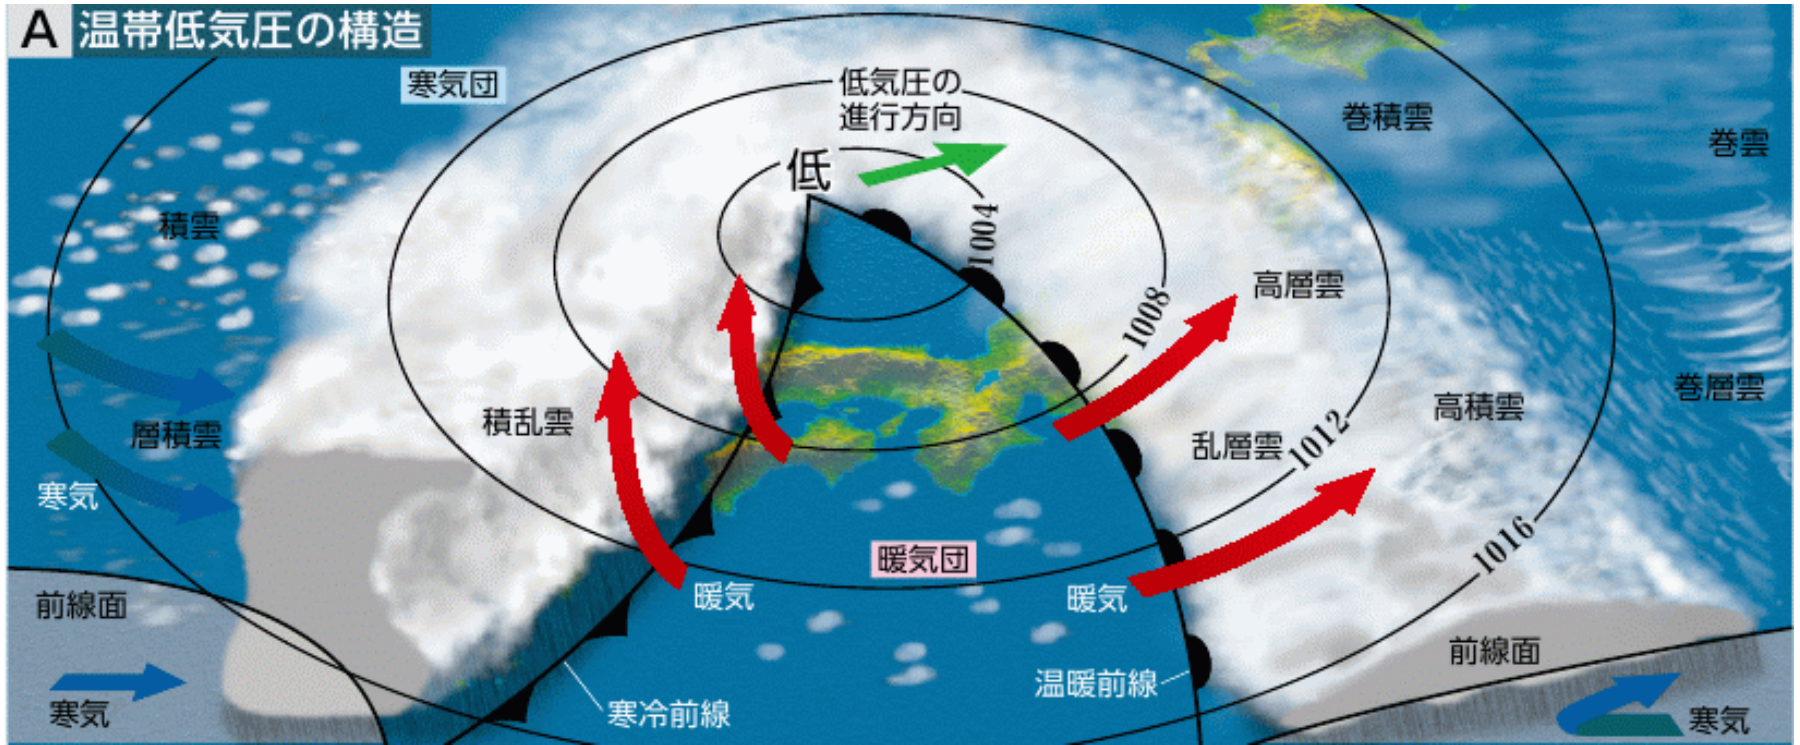 A 温帯低気圧の構造
寒気団
低気圧の
進行方向
巻積雲
巻雲
低
積雲
1004
高層雲
1008
巻層雲
高積雲
積乱雲
層積雲
乱層雲
1012
寒気
1016
暖気団
暖気
暖気
前線面
前線面
温暖前線
寒気
寒冷前線
寒気